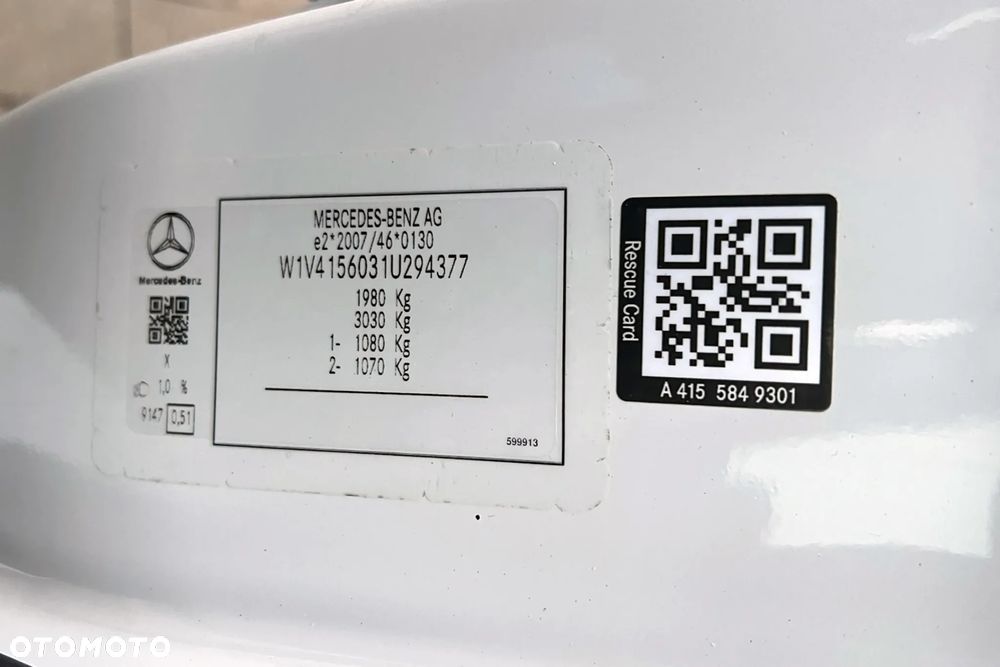 Mercedes-Benz
X
1,0 %
9147 0,51
MERCEDES-BENZ AG
e2*2007/46*0130
W1V4156031U294377
1980 Kg
3030 Kg
1- 1080 Kg
2- 1070 Kg
599913
Rescue Card
A 415 584 9301
OTOMOTO